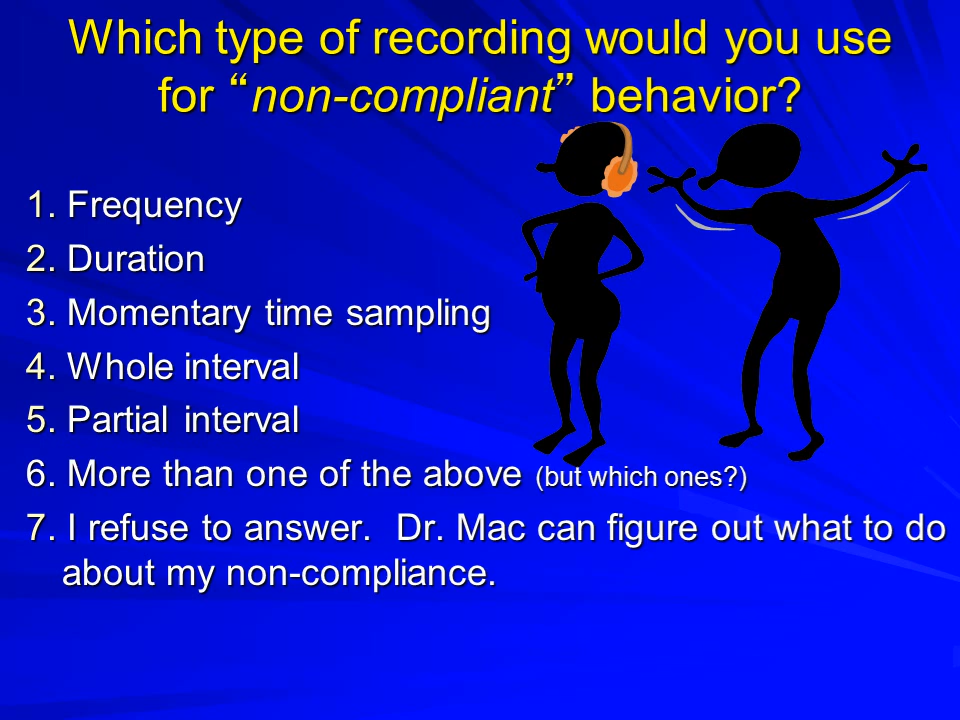 Which type of recording would you use
for “non-compliant” behavior?
1. Frequency
2. Duration
3. Momentary time sampling
4. Whole interval
5. Partial interval
6. More than one of the above (but which ones?)
7. I refuse to answer.  Dr. Mac can figure out what to do
about my non-compliance.